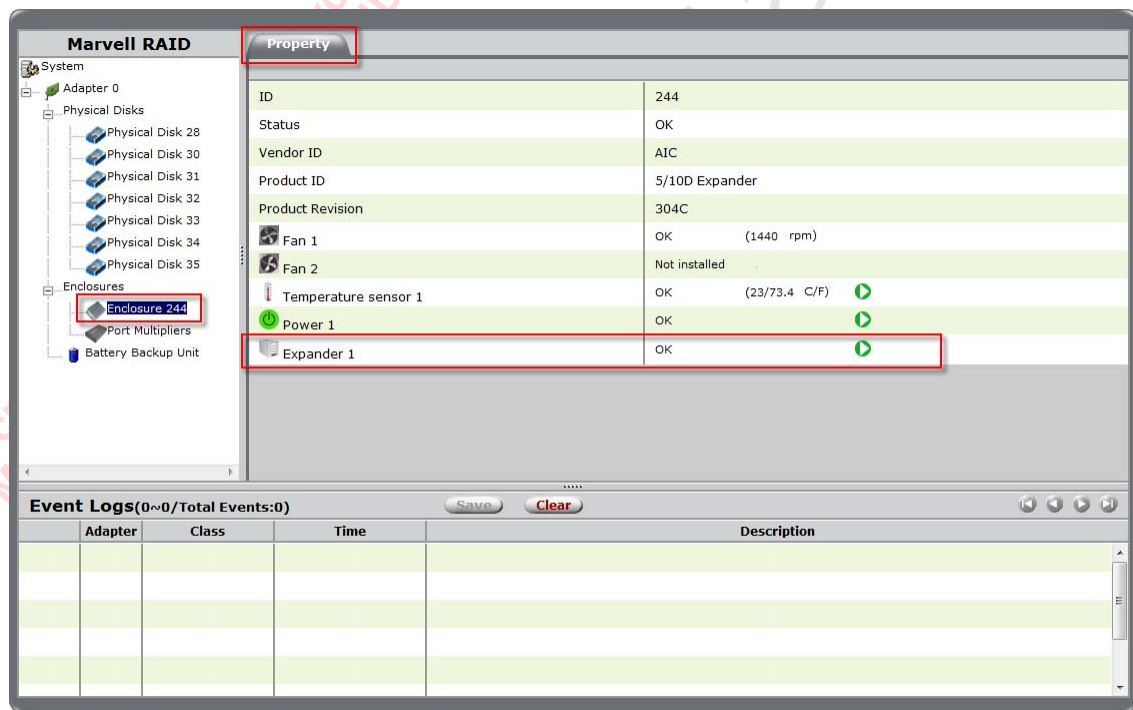 Marvell RAID
Property
System
Adapter 0
Physical Disks
Physical Disk 28
Physical Disk 30
Physical Disk 31
Physical Disk 32
Physical Disk 33
Physical Disk 34
Physical Disk 35
Enclosures
Enclosure 244
Port Multipliers
Battery Backup Unit
ID 244
Status OK
Vendor ID AIC
Product ID 5/10D Expander
Product Revision 304C
Fan 1 OK (1440 rpm)
Fan 2 Not installed
Temperature sensor 1 OK (23/73.4 C/F)
Power 1 OK
Expander 1 OK
Event Logs(0~0/Total Events:0) Save Clear
Adapter Class Time Description